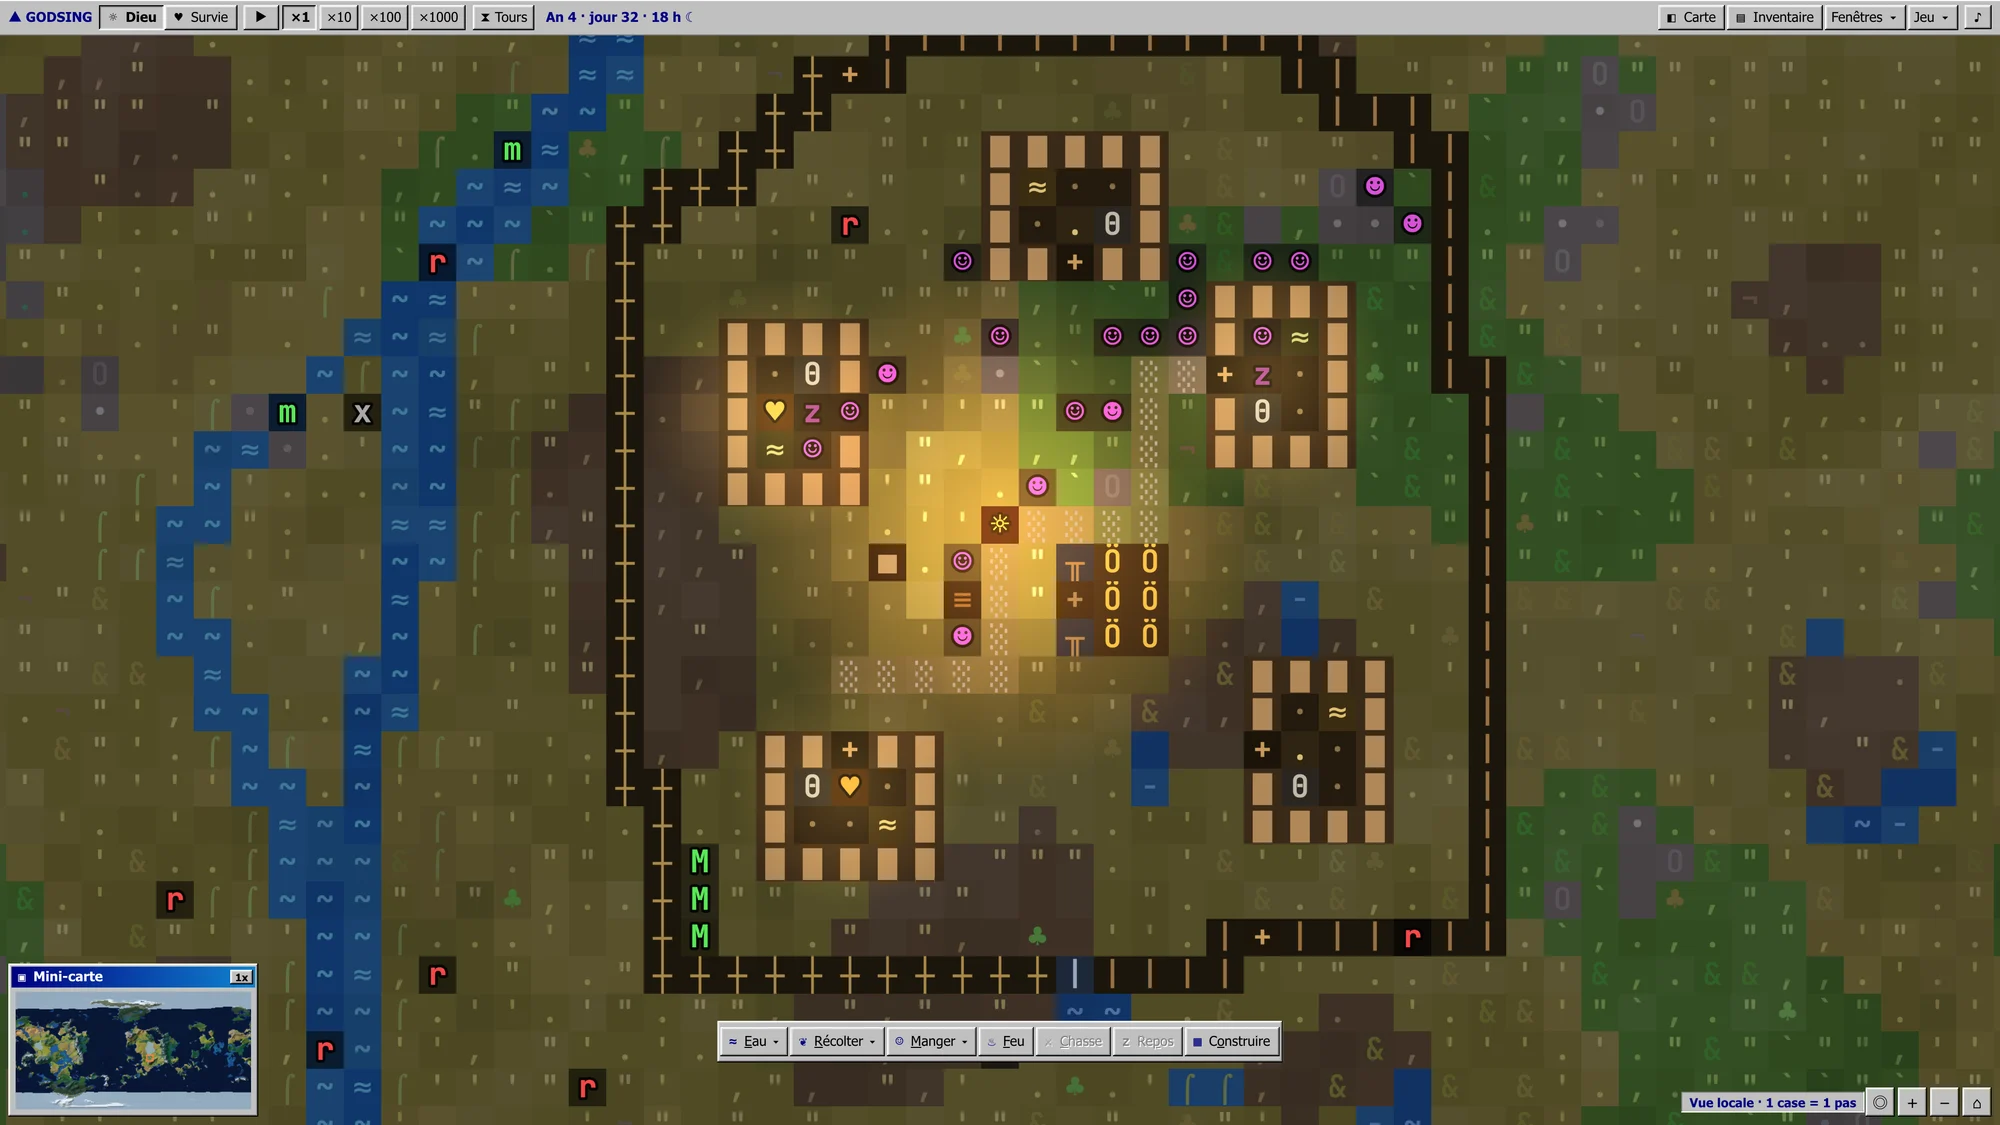 ▲ GODSING ☼ Dieu ♥ Survie ▶ ×1 ×10 ×100 ×1000 ⧗ Tours An 4 · jour 32 · 18 h ☾ ◧ Carte ▤ Inventaire Fenêtres ▾ Jeu ▾ ♪
Mini-carte 1x
≈ Eau ▾ Récolter ▾ ☺ Manger ▾ Feu × Chasse z Repos ■ Construire
Vue locale · 1 case = 1 pas ◎ + − ⌂